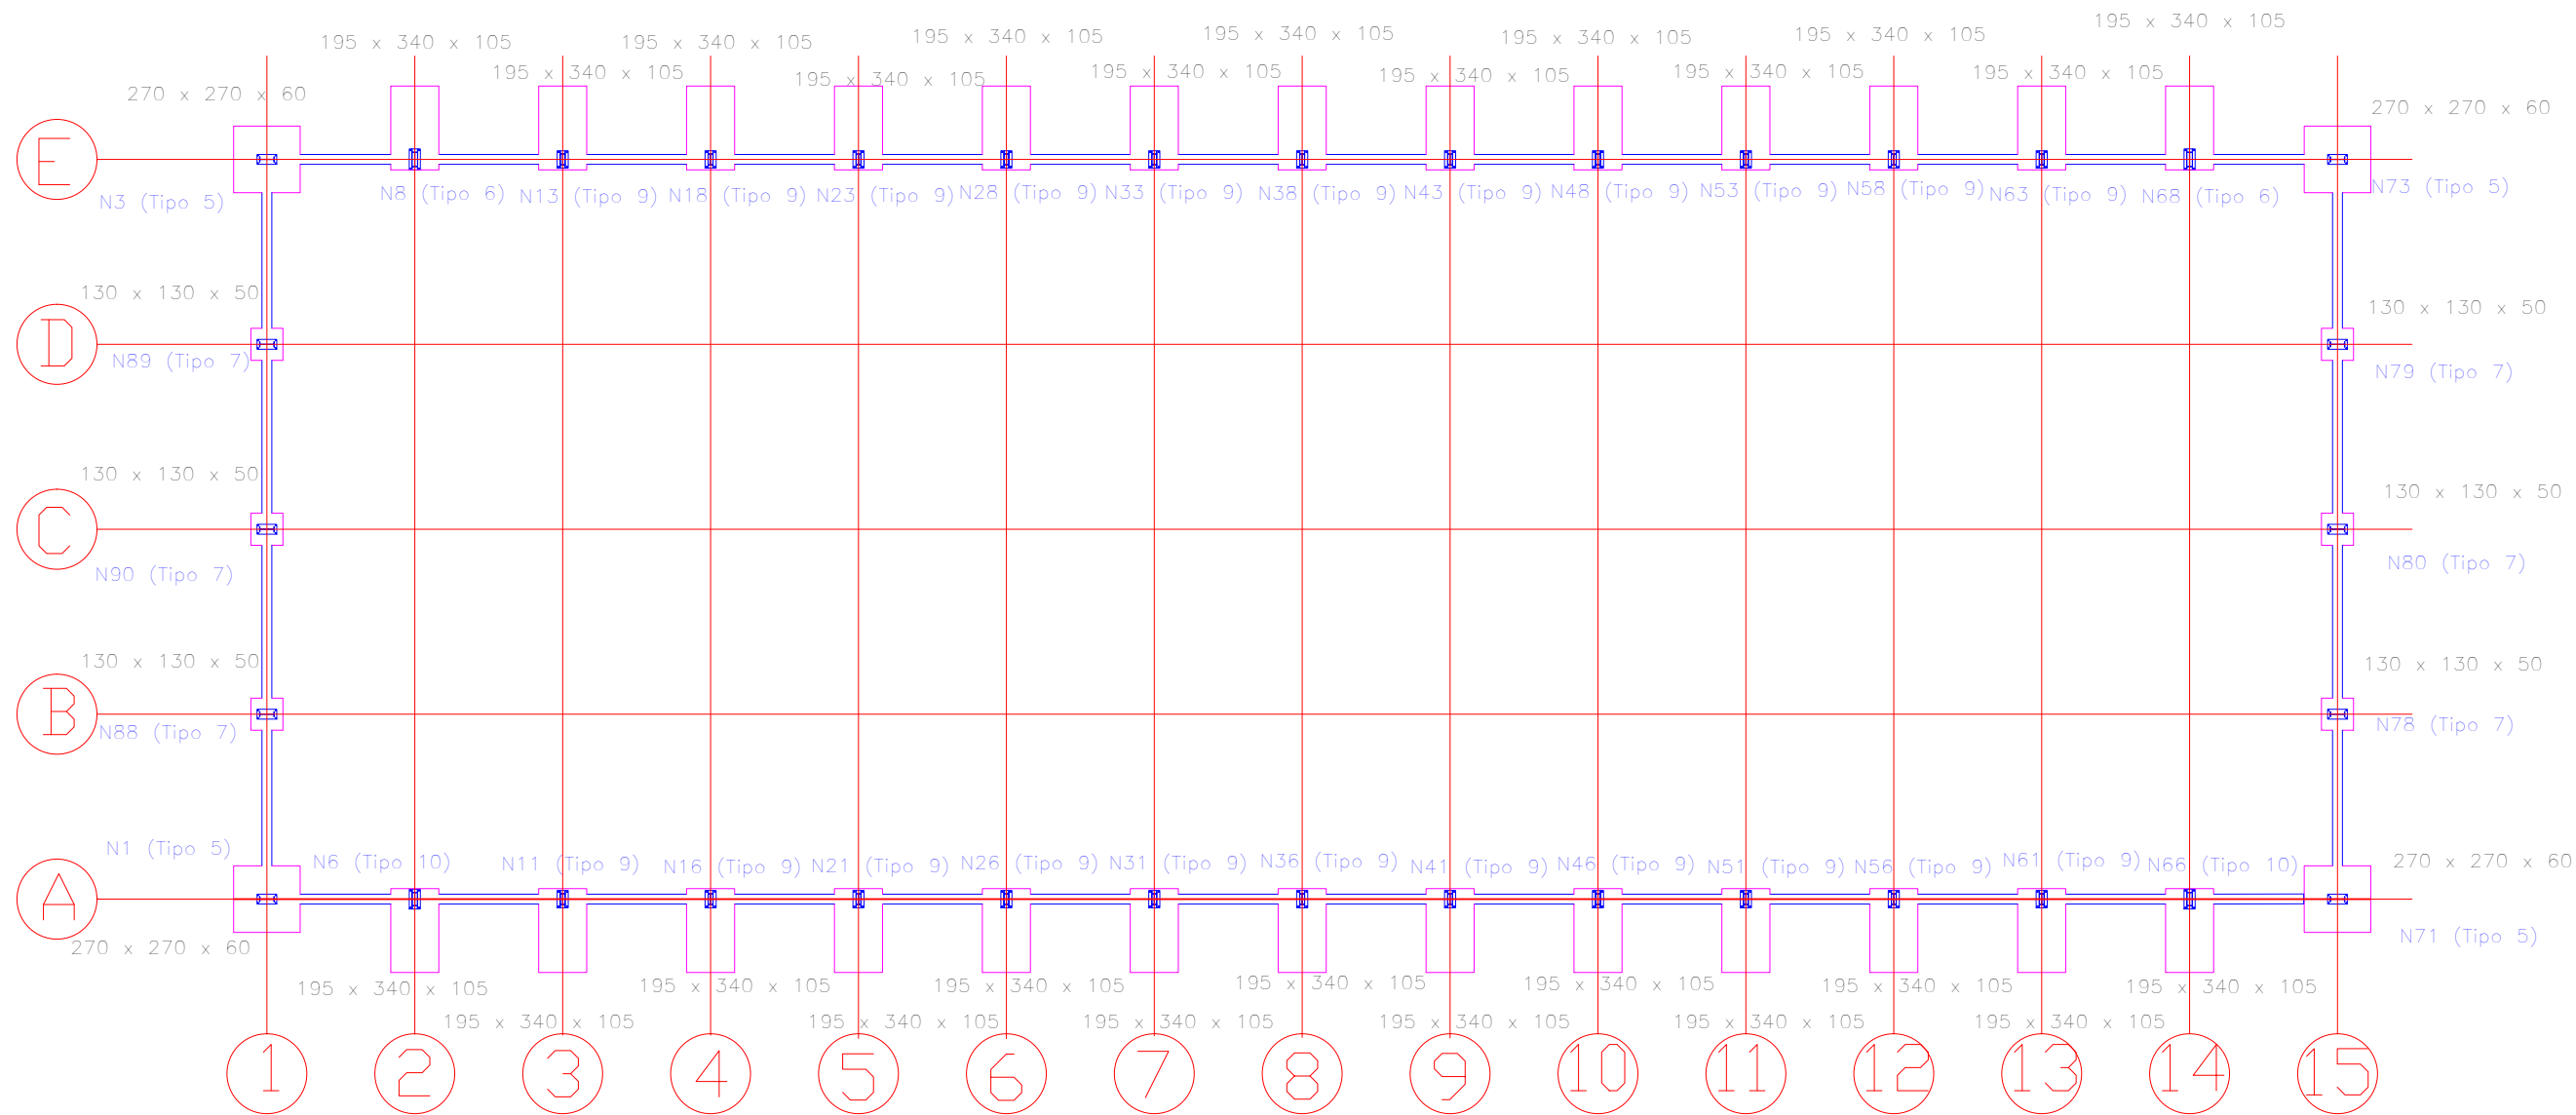 195 x 340 x 105 195 x 340 x 105 195 x 340 x 105 195 x 340 x 105 195 x 340 x 105 195 x 340 x 105 195 x 340 x 105
270 x 270 x 60 195 x 340 x 105 195 x 340 x 105 195 x 340 x 105 195 x 340 x 105 195 x 340 x 105 195 x 340 x 105 270 x 270 x 60
E
N3 (Tipo 5) N8 (Tipo 6) N13 (Tipo 9) N18 (Tipo 9) N23 (Tipo 9) N28 (Tipo 9) N33 (Tipo 9) N38 (Tipo 9) N43 (Tipo 9) N48 (Tipo 9) N53 (Tipo 9) N58 (Tipo 9) N63 (Tipo 9) N68 (Tipo 6) N73 (Tipo 5)
130 x 130 x 50 130 x 130 x 50
D
N89 (Tipo 7) N79 (Tipo 7)
130 x 130 x 50 130 x 130 x 50
C
N90 (Tipo 7) N80 (Tipo 7)
130 x 130 x 50 130 x 130 x 50
B
N88 (Tipo 7) N78 (Tipo 7)
N1 (Tipo 5) N6 (Tipo 10) N11 (Tipo 9) N16 (Tipo 9) N21 (Tipo 9) N26 (Tipo 9) N31 (Tipo 9) N36 (Tipo 9) N41 (Tipo 9) N46 (Tipo 9) N51 (Tipo 9) N56 (Tipo 9) N61 (Tipo 9) N66 (Tipo 10) 270 x 270 x 60
A
270 x 270 x 60 N71 (Tipo 5)
195 x 340 x 105 195 x 340 x 105 195 x 340 x 105 195 x 340 x 105 195 x 340 x 105 195 x 340 x 105 195 x 340 x 105
195 x 340 x 105 195 x 340 x 105 195 x 340 x 105 195 x 340 x 105 195 x 340 x 105 195 x 340 x 105
1 2 3 4 5 6 7 8 9 10 11 12 13 14 15